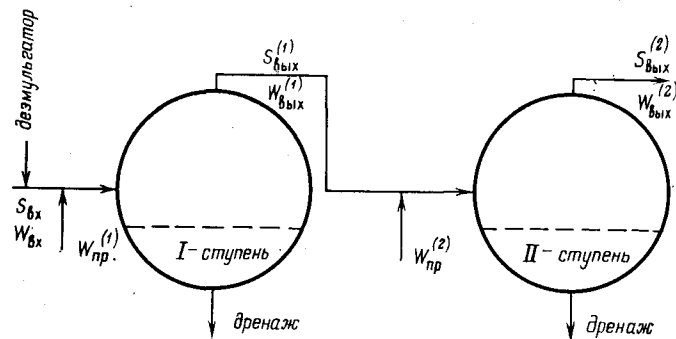 деэмульгатор
S_вх
W_вх
W_пр.^(1)
S_вых^(1)
W_вых^(1)
I - ступень
дренаж
W_пр^(2)
S_вых^(2)
W_вых^(2)
II - ступень
дренаж